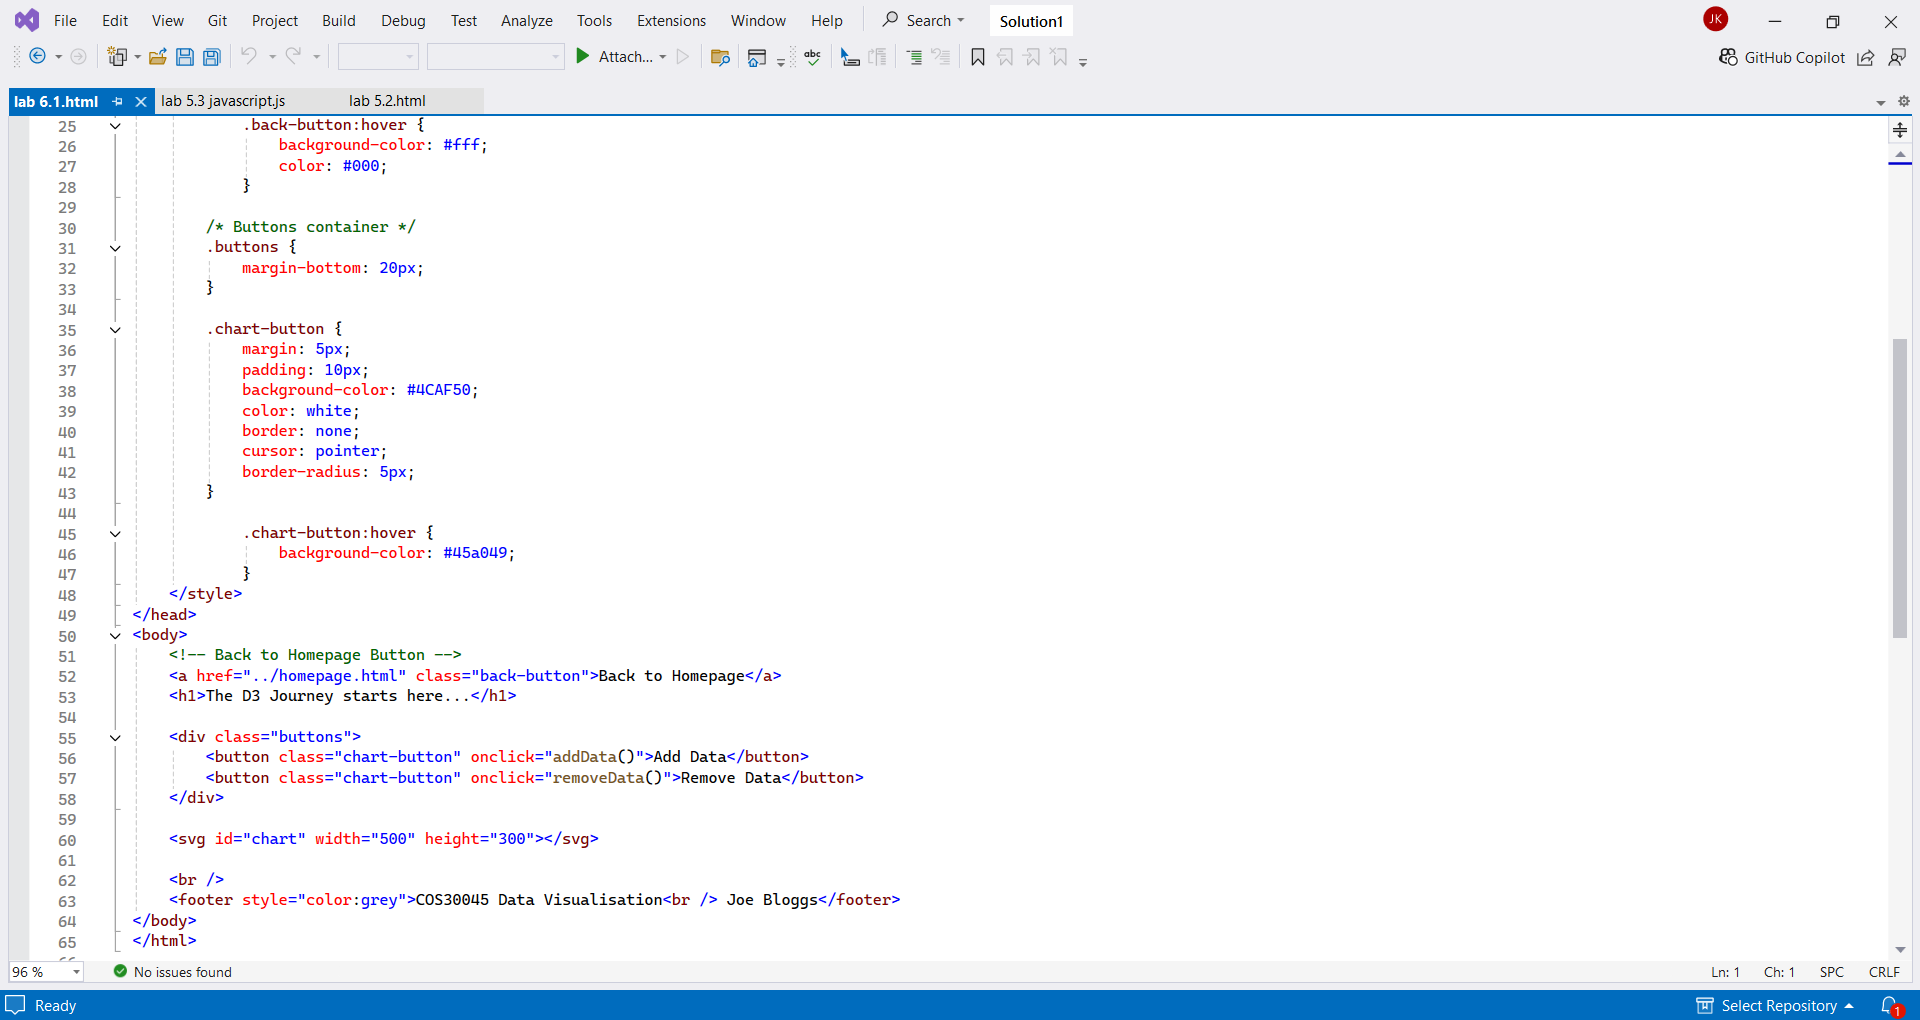 File Edit View Git Project Build Debug Test Analyze Tools Extensions Window Help Search Solution1 JK
Attach... abc GitHub Copilot
lab 6.1.html lab 5.3 javascript.js lab 5.2.html
25 .back-button:hover {
26 background-color: #fff;
27 color: #000;
28 }
29
30 /* Buttons container */
31 .buttons {
32 margin-bottom: 20px;
33 }
34
35 .chart-button {
36 margin: 5px;
37 padding: 10px;
38 background-color: #4CAF50;
39 color: white;
40 border: none;
41 cursor: pointer;
42 border-radius: 5px;
43 }
44
45 .chart-button:hover {
46 background-color: #45a049;
47 }
48 </style>
49 </head>
50 <body>
51 <!-- Back to Homepage Button -->
52 <a href="../homepage.html" class="back-button">Back to Homepage</a>
53 <h1>The D3 Journey starts here...</h1>
54
55 <div class="buttons">
56 <button class="chart-button" onclick="addData()">Add Data</button>
57 <button class="chart-button" onclick="removeData()">Remove Data</button>
58 </div>
59
60 <svg id="chart" width="500" height="300"></svg>
61
62 <br />
63 <footer style="color:grey">COS30045 Data Visualisation<br /> Joe Bloggs</footer>
64 </body>
65 </html>
96 % No issues found Ln: 1 Ch: 1 SPC CRLF
Ready Select Repository 1